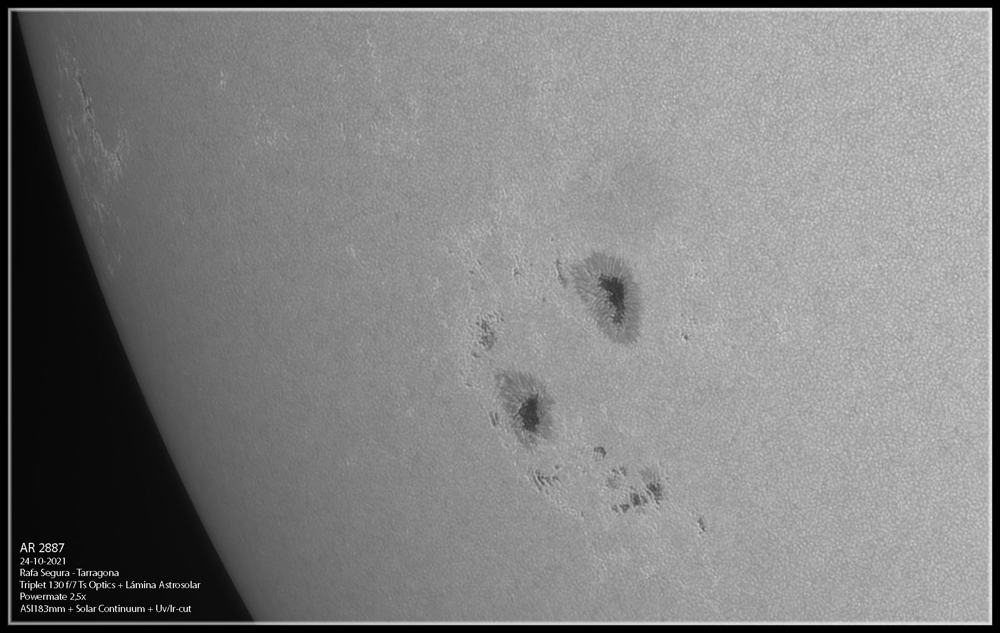 AR 2887
24-10-2021
Rafa Segura - Tarragona
Triplet 130 f/7 Ts Optics + Lámina Astrosolar
Powermate 2,5x
ASI183mm + Solar Continuum + Uv/Ir-cut